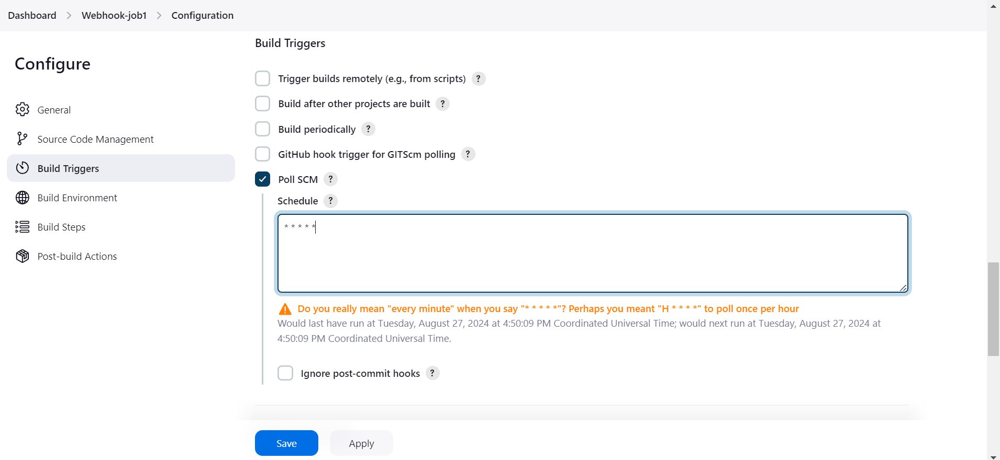 Dashboard > Webhook-job1 > Configuration
Configure
General
Source Code Management
Build Triggers
Build Environment
Build Steps
Post-build Actions
Build Triggers
Trigger builds remotely (e.g., from scripts) ?
Build after other projects are built ?
Build periodically ?
GitHub hook trigger for GITScm polling ?
Poll SCM ?
Schedule ?
* * * * *
Do you really mean "every minute" when you say "* * * * *"? Perhaps you meant "H * * * *" to poll once per hour
Would last have run at Tuesday, August 27, 2024 at 4:50:09 PM Coordinated Universal Time; would next run at Tuesday, August 27, 2024 at
4:50:09 PM Coordinated Universal Time.
Ignore post-commit hooks ?
Save Apply